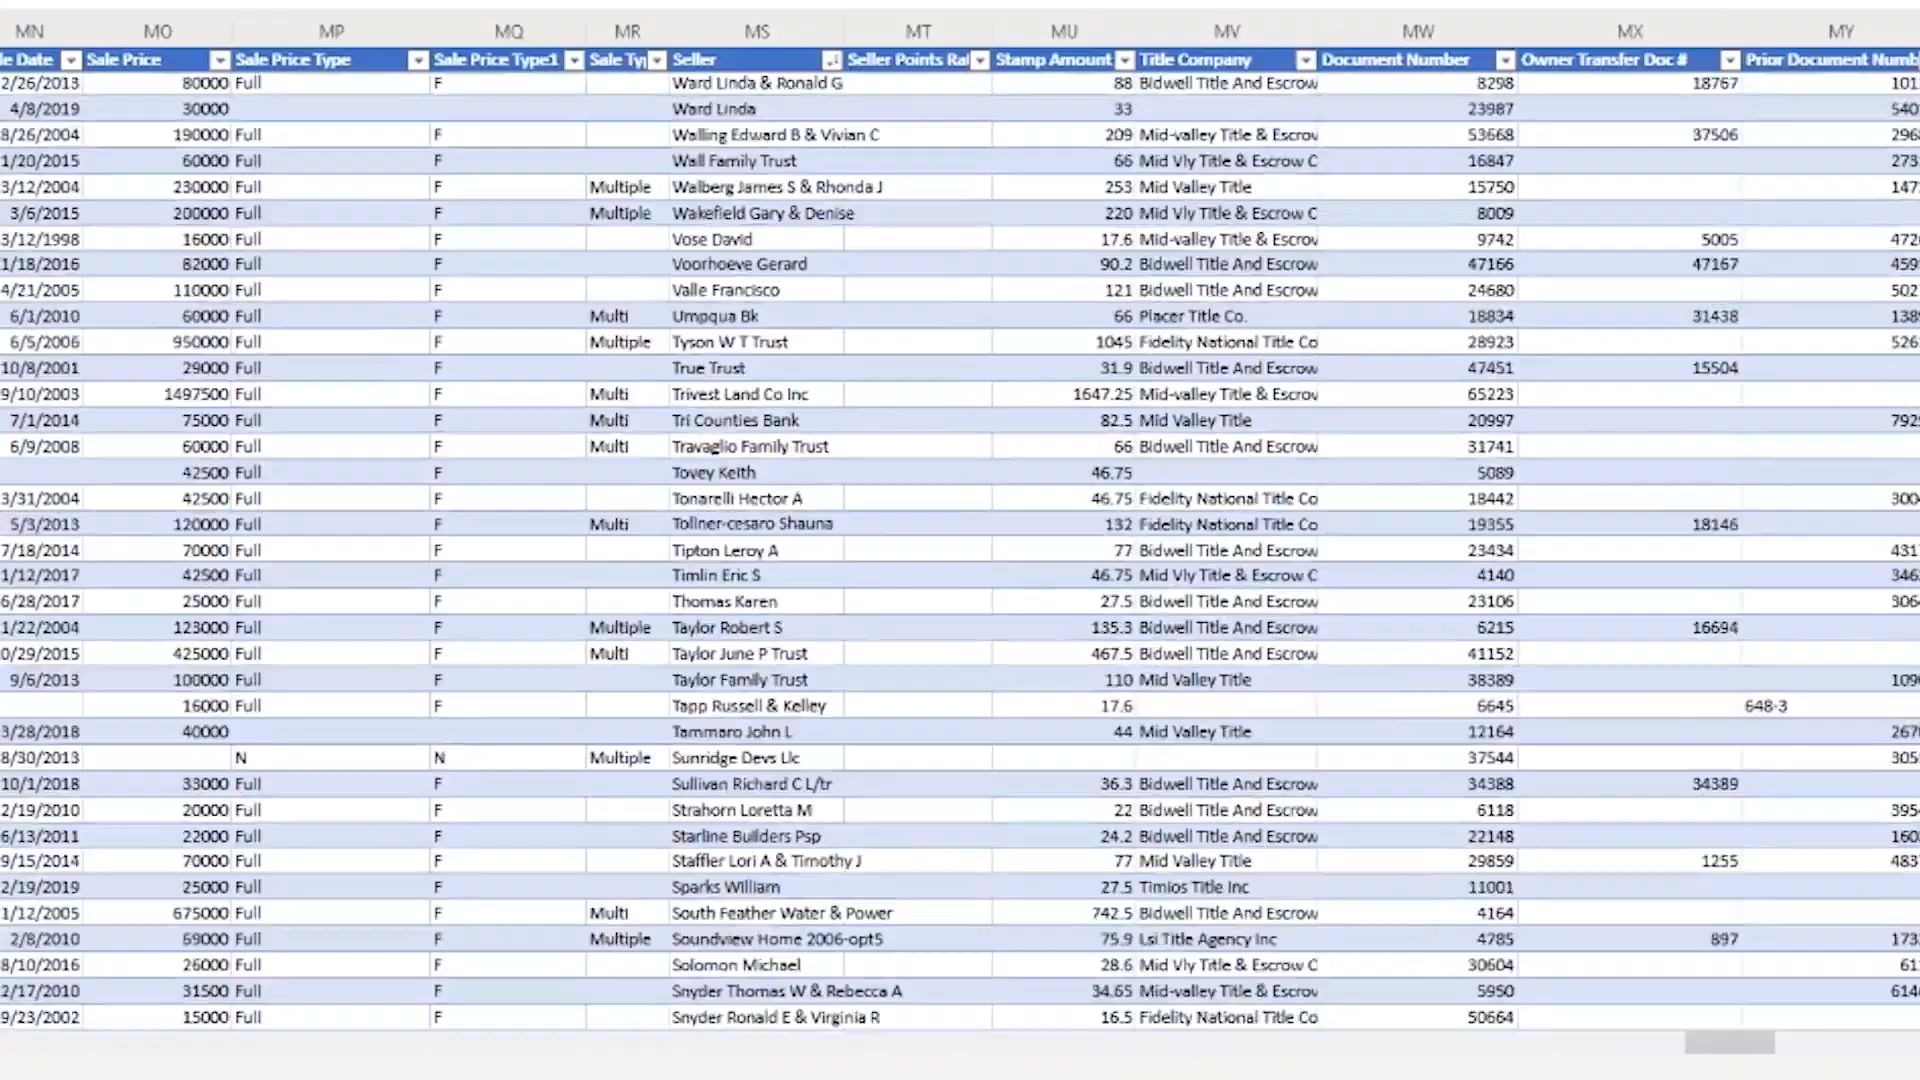 MN MO MP MQ MR MS MT MU MV MW MX MY
le Date Sale Price Sale Price Type Sale Price Type1 Sale Typ Seller Seller Points Rat Stamp Amount Title Company Document Number Owner Transfer Doc # Prior Document Numb
2/26/2013 80000 Full F Ward Linda & Ronald G 88 Bidwell Title And Escrow 8298 18767 101
4/8/2019 30000 Ward Linda 33 23987 540
8/26/2004 190000 Full F Walling Edward B & Vivian C 209 Mid-valley Title & Escrov 53668 37506 296
1/20/2015 60000 Full F Wall Family Trust 66 Mid Vly Title & Escrow C 16847 273
3/12/2004 230000 Full F Multiple Walberg James S & Rhonda J 253 Mid Valley Title 15750 147
3/6/2015 200000 Full F Multiple Wakefield Gary & Denise 220 Mid Vly Title & Escrow C 8009
3/12/1998 16000 Full F Vose David 17.6 Mid-valley Title & Escrov 9742 5005 472
1/18/2016 82000 Full F Voorhoeve Gerard 90.2 Bidwell Title And Escrow 47166 47167 459
4/21/2005 110000 Full F Valle Francisco 121 Bidwell Title And Escrow 24680 502
6/1/2010 60000 Full F Multi Umpqua Bk 66 Placer Title Co. 18834 31438 138
6/5/2006 950000 Full F Multiple Tyson W T Trust 1045 Fidelity National Title Co 28923 526
10/8/2001 29000 Full F True Trust 31.9 Bidwell Title And Escrow 47451 15504
9/10/2003 1497500 Full F Multi Trivest Land Co Inc 1647.25 Mid-valley Title & Escrov 65223
7/1/2014 75000 Full F Multi Tri Counties Bank 82.5 Mid Valley Title 20997 792
6/9/2008 60000 Full F Multi Travaglio Family Trust 66 Bidwell Title And Escrow 31741
42500 Full F Tovey Keith 46.75 5089
3/31/2004 42500 Full F Tonarelli Hector A 46.75 Fidelity National Title Co 18442 300
5/3/2013 120000 Full F Multi Tollner-cesaro Shauna 132 Fidelity National Title Co 19355 18146
7/18/2014 70000 Full F Tipton Leroy A 77 Bidwell Title And Escrow 23434 431
1/12/2017 42500 Full F Timlin Eric S 46.75 Mid Vly Title & Escrow C 4140 346
6/28/2017 25000 Full F Thomas Karen 27.5 Bidwell Title And Escrow 23106 306
1/22/2004 123000 Full F Multiple Taylor Robert S 135.3 Bidwell Title And Escrow 6215 16694
0/29/2015 425000 Full F Multi Taylor June P Trust 467.5 Bidwell Title And Escrow 41152
9/6/2013 100000 Full F Taylor Family Trust 110 Mid Valley Title 38389 109
16000 Full F Tapp Russell & Kelley 17.6 6645 648-3
3/28/2018 40000 Tammaro John L 44 Mid Valley Title 12164 267
8/30/2013 N N Multiple Sunridge Devs Llc 37544 305
10/1/2018 33000 Full F Sullivan Richard C L/tr 36.3 Bidwell Title And Escrow 34388 34389
2/19/2010 20000 Full F Strahorn Loretta M 22 Bidwell Title And Escrow 6118 395
6/13/2011 22000 Full F Starline Builders Psp 24.2 Bidwell Title And Escrow 22148 160
9/15/2014 70000 Full F Staffler Lori A & Timothy J 77 Mid Valley Title 29859 1255 483
2/19/2019 25000 Full F Sparks William 27.5 Timios Title Inc 11001
1/12/2005 675000 Full F Multi South Feather Water & Power 742.5 Bidwell Title And Escrow 4164
2/8/2010 69000 Full F Multiple Soundview Home 2006-opt5 75.9 Lsi Title Agency Inc 4785 897 173
8/10/2016 26000 Full F Solomon Michael 28.6 Mid Vly Title & Escrow C 30604 61
2/17/2010 31500 Full F Snyder Thomas W & Rebecca A 34.65 Mid-valley Title & Escrov 5950 614
9/23/2002 15000 Full F Snyder Ronald E & Virginia R 16.5 Fidelity National Title Co 50664